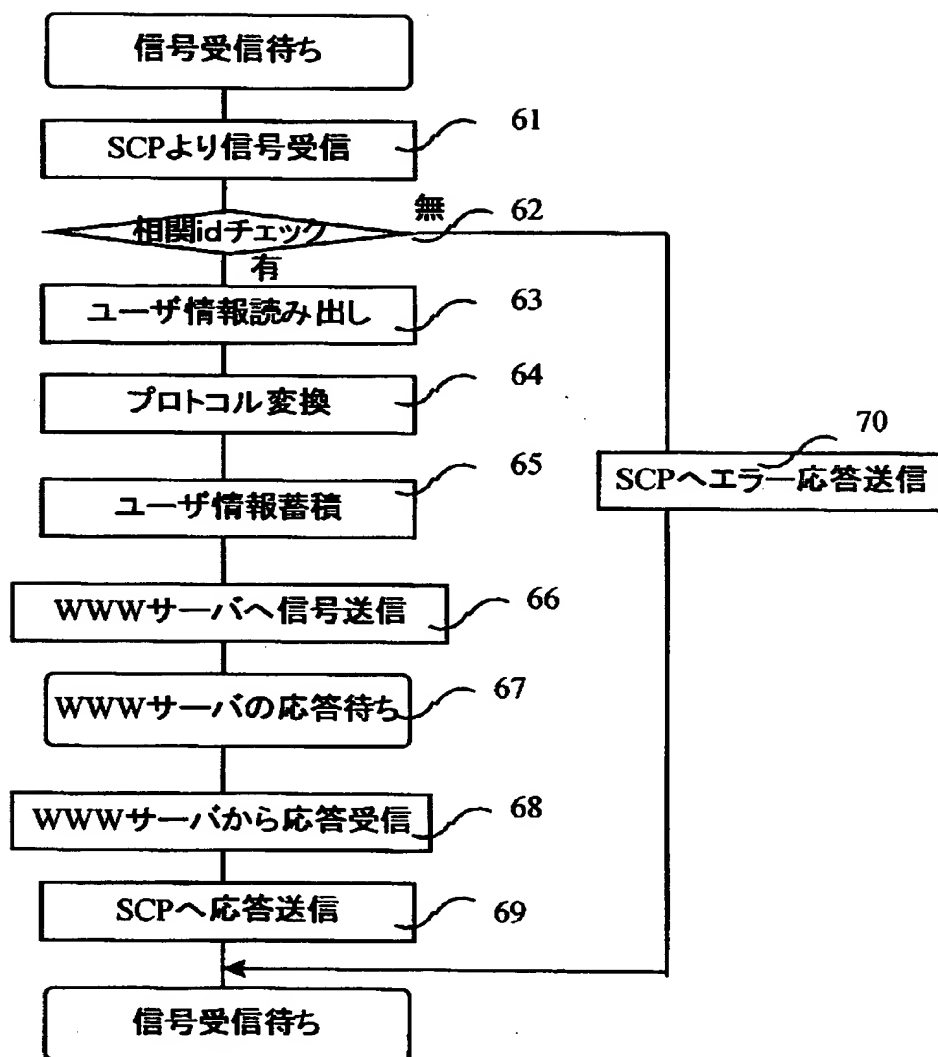 信号受信待ち
SCPより信号受信
61
相関idチェック
無
62
有
ユーザ情報読み出し
63
プロトコル変換
64
ユーザ情報蓄積
65
SCPへエラー応答送信
70
WWWサーバへ信号送信
66
WWWサーバの応答待ち
67
WWWサーバから応答受信
68
SCPへ応答送信
69
信号受信待ち